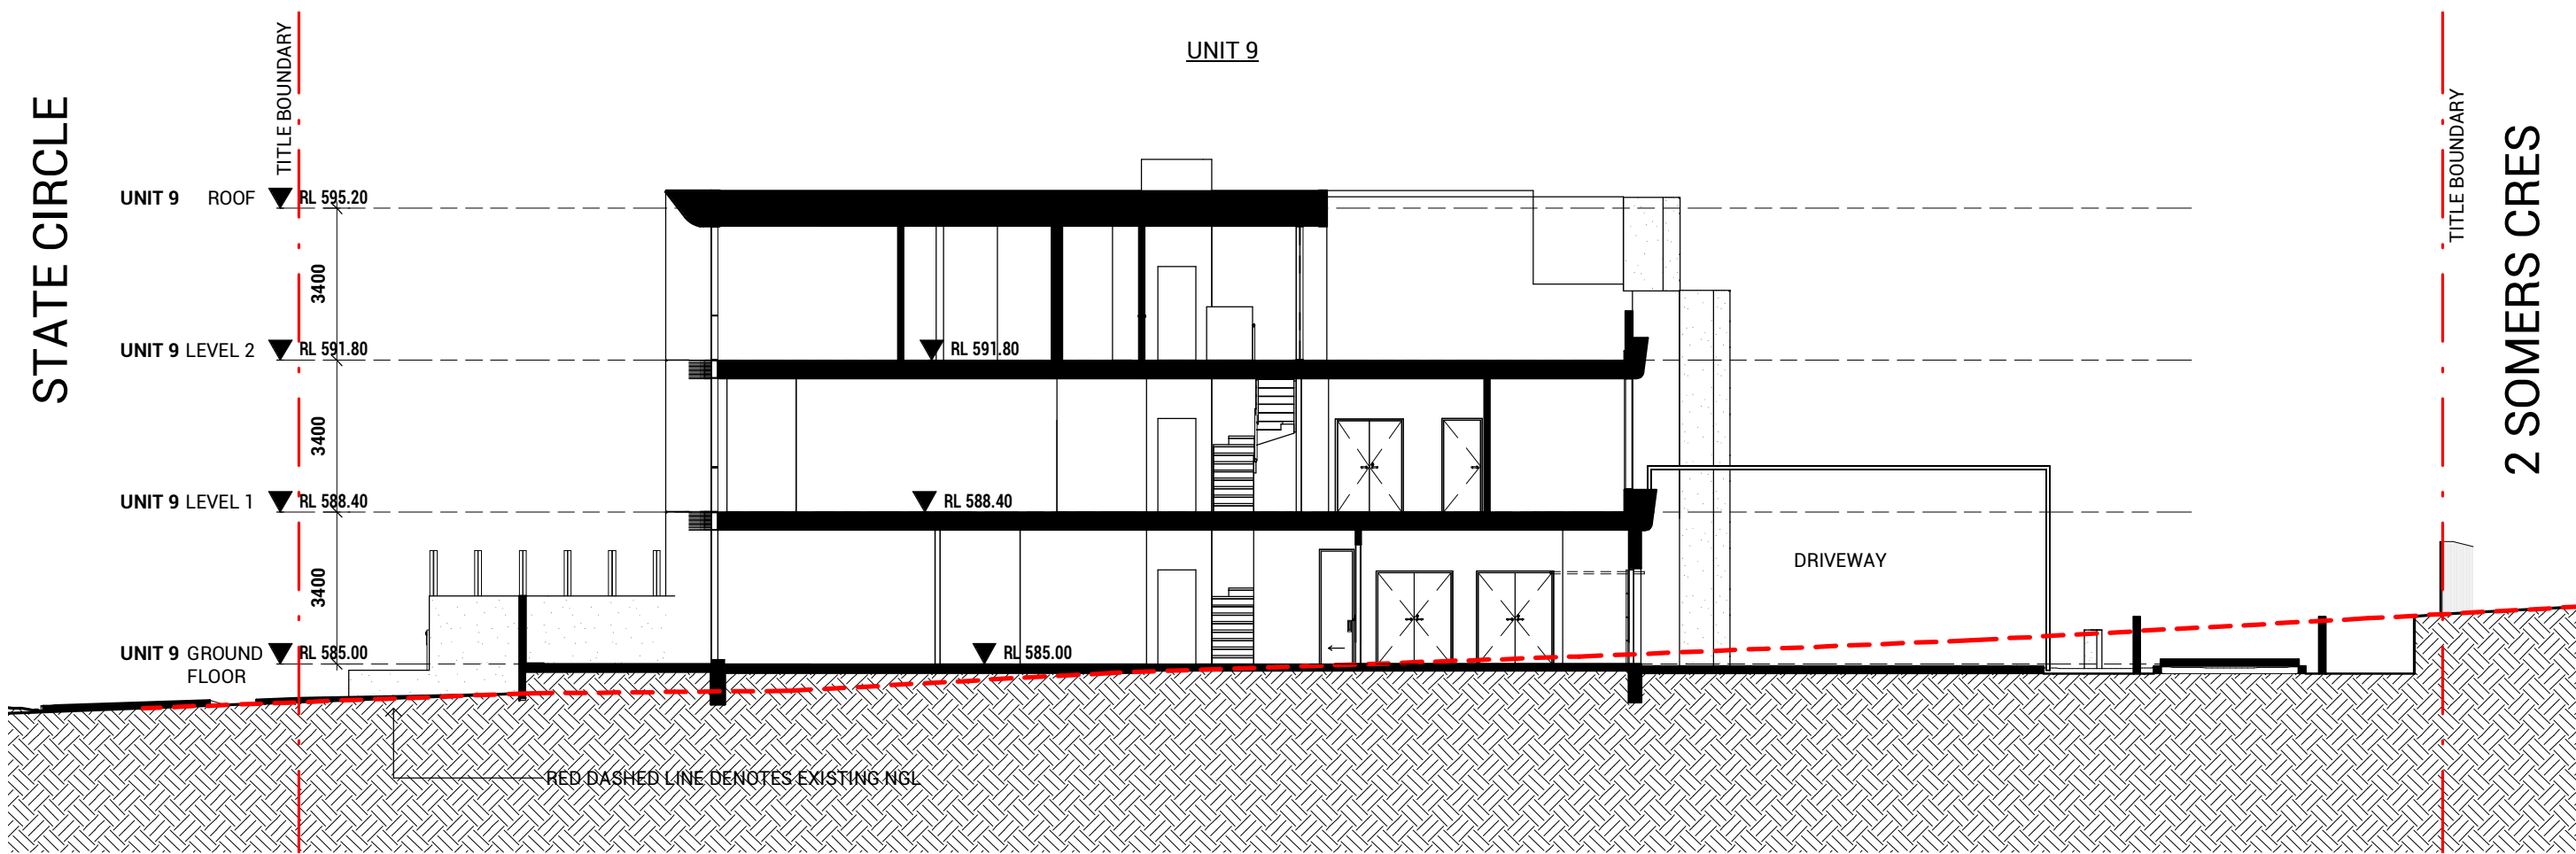 UNIT 9
STATE CIRCLE
TITLE BOUNDARY
UNIT 9 ROOF RL 595.20
3400
UNIT 9 LEVEL 2 RL 591.80
RL 591.80
3400
UNIT 9 LEVEL 1 RL 588.40
RL 588.40
3400
UNIT 9 GROUND
FLOOR
RL 585.00
RL 585.00
DRIVEWAY
RED DASHED LINE DENOTES EXISTING NGL
TITLE BOUNDARY
2 SOMERS CRES